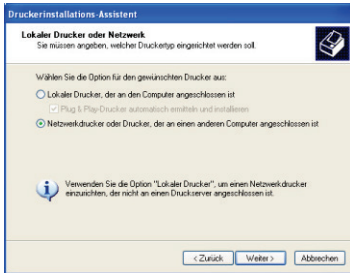 Druckerinstallations-Assistent
Lokaler Drucker oder Netzwerk
Sie müssen angeben, welcher Druckertyp eingerichtet werden soll.
Wählen Sie die Option für den gewünschten Drucker aus:
Lokaler Drucker, der an den Computer angeschlossen ist
Plug & Play-Drucker automatisch ermitteln und installieren
Netzwerkdrucker oder Drucker, der an einen anderen Computer angeschlossen ist
Verwenden Sie die Option "Lokaler Drucker", um einen Netzwerkdrucker
einzurichten, der nicht an einen Druckserver angeschlossen ist.
< Zurück Weiter > Abbrechen